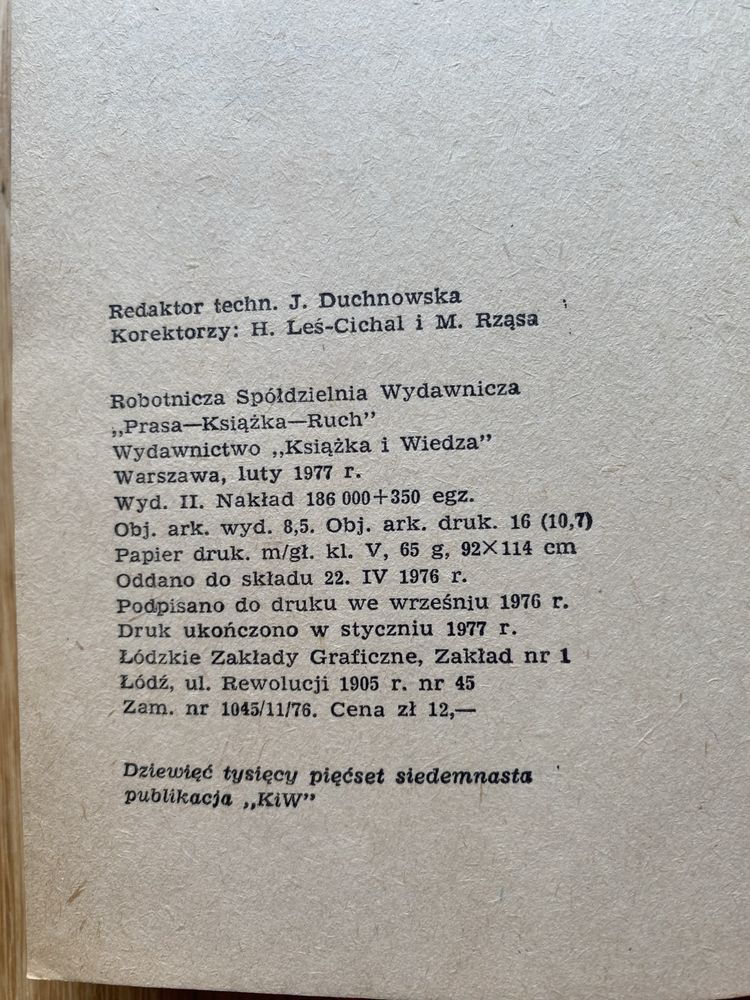 Redaktor techn. J. Duchnowska
Korektorzy: H. Leś-Cichal i M. Rząsa
Robotnicza Spółdzielnia Wydawnicza
„Prasa—Książka—Ruch”
Wydawnictwo „Książka i Wiedza”
Warszawa, luty 1977 r.
Wyd. II. Nakład 186 000+350 egz.
Obj. ark. wyd. 8,5. Obj. ark. druk. 16 (10,7)
Papier druk. m/gł. kl. V, 65 g, 92×114 cm
Oddano do składu 22. IV 1976 r.
Podpisano do druku we wrześniu 1976 r.
Druk ukończono w styczniu 1977 r.
Łódzkie Zakłady Graficzne, Zakład nr 1
Łódź, ul. Rewolucji 1905 r. nr 45
Zam. nr 1045/11/76. Cena zł 12,—
Dziewięć tysięcy pięćset siedemnasta
publikacja „KiW”